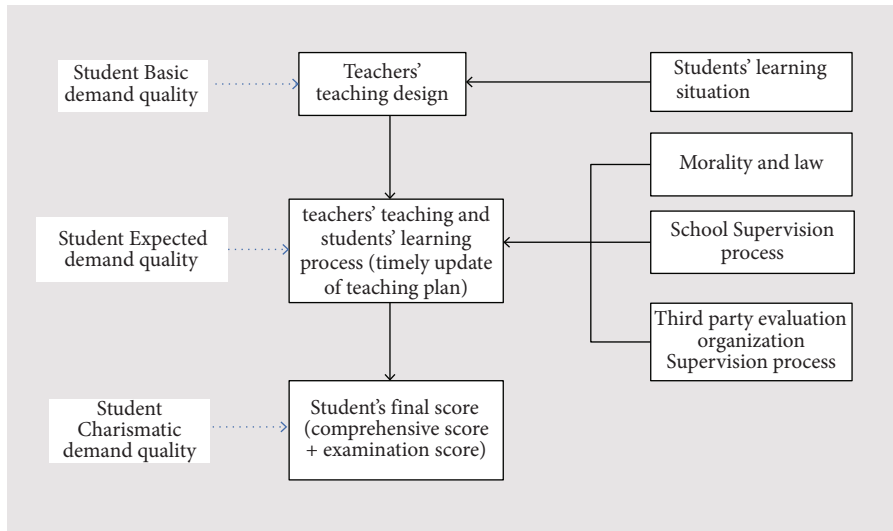 Student Basic
demand quality
Teachers'
teaching design
Students' learning
situation
Morality and law
Student Expected
demand quality
teachers' teaching and
students' learning
process (timely update
of teaching plan)
School Supervision
process
Third party evaluation
organization
Supervision process
Student
Charismatic
demand quality
Student's final score
(comprehensive score
+ examination score)